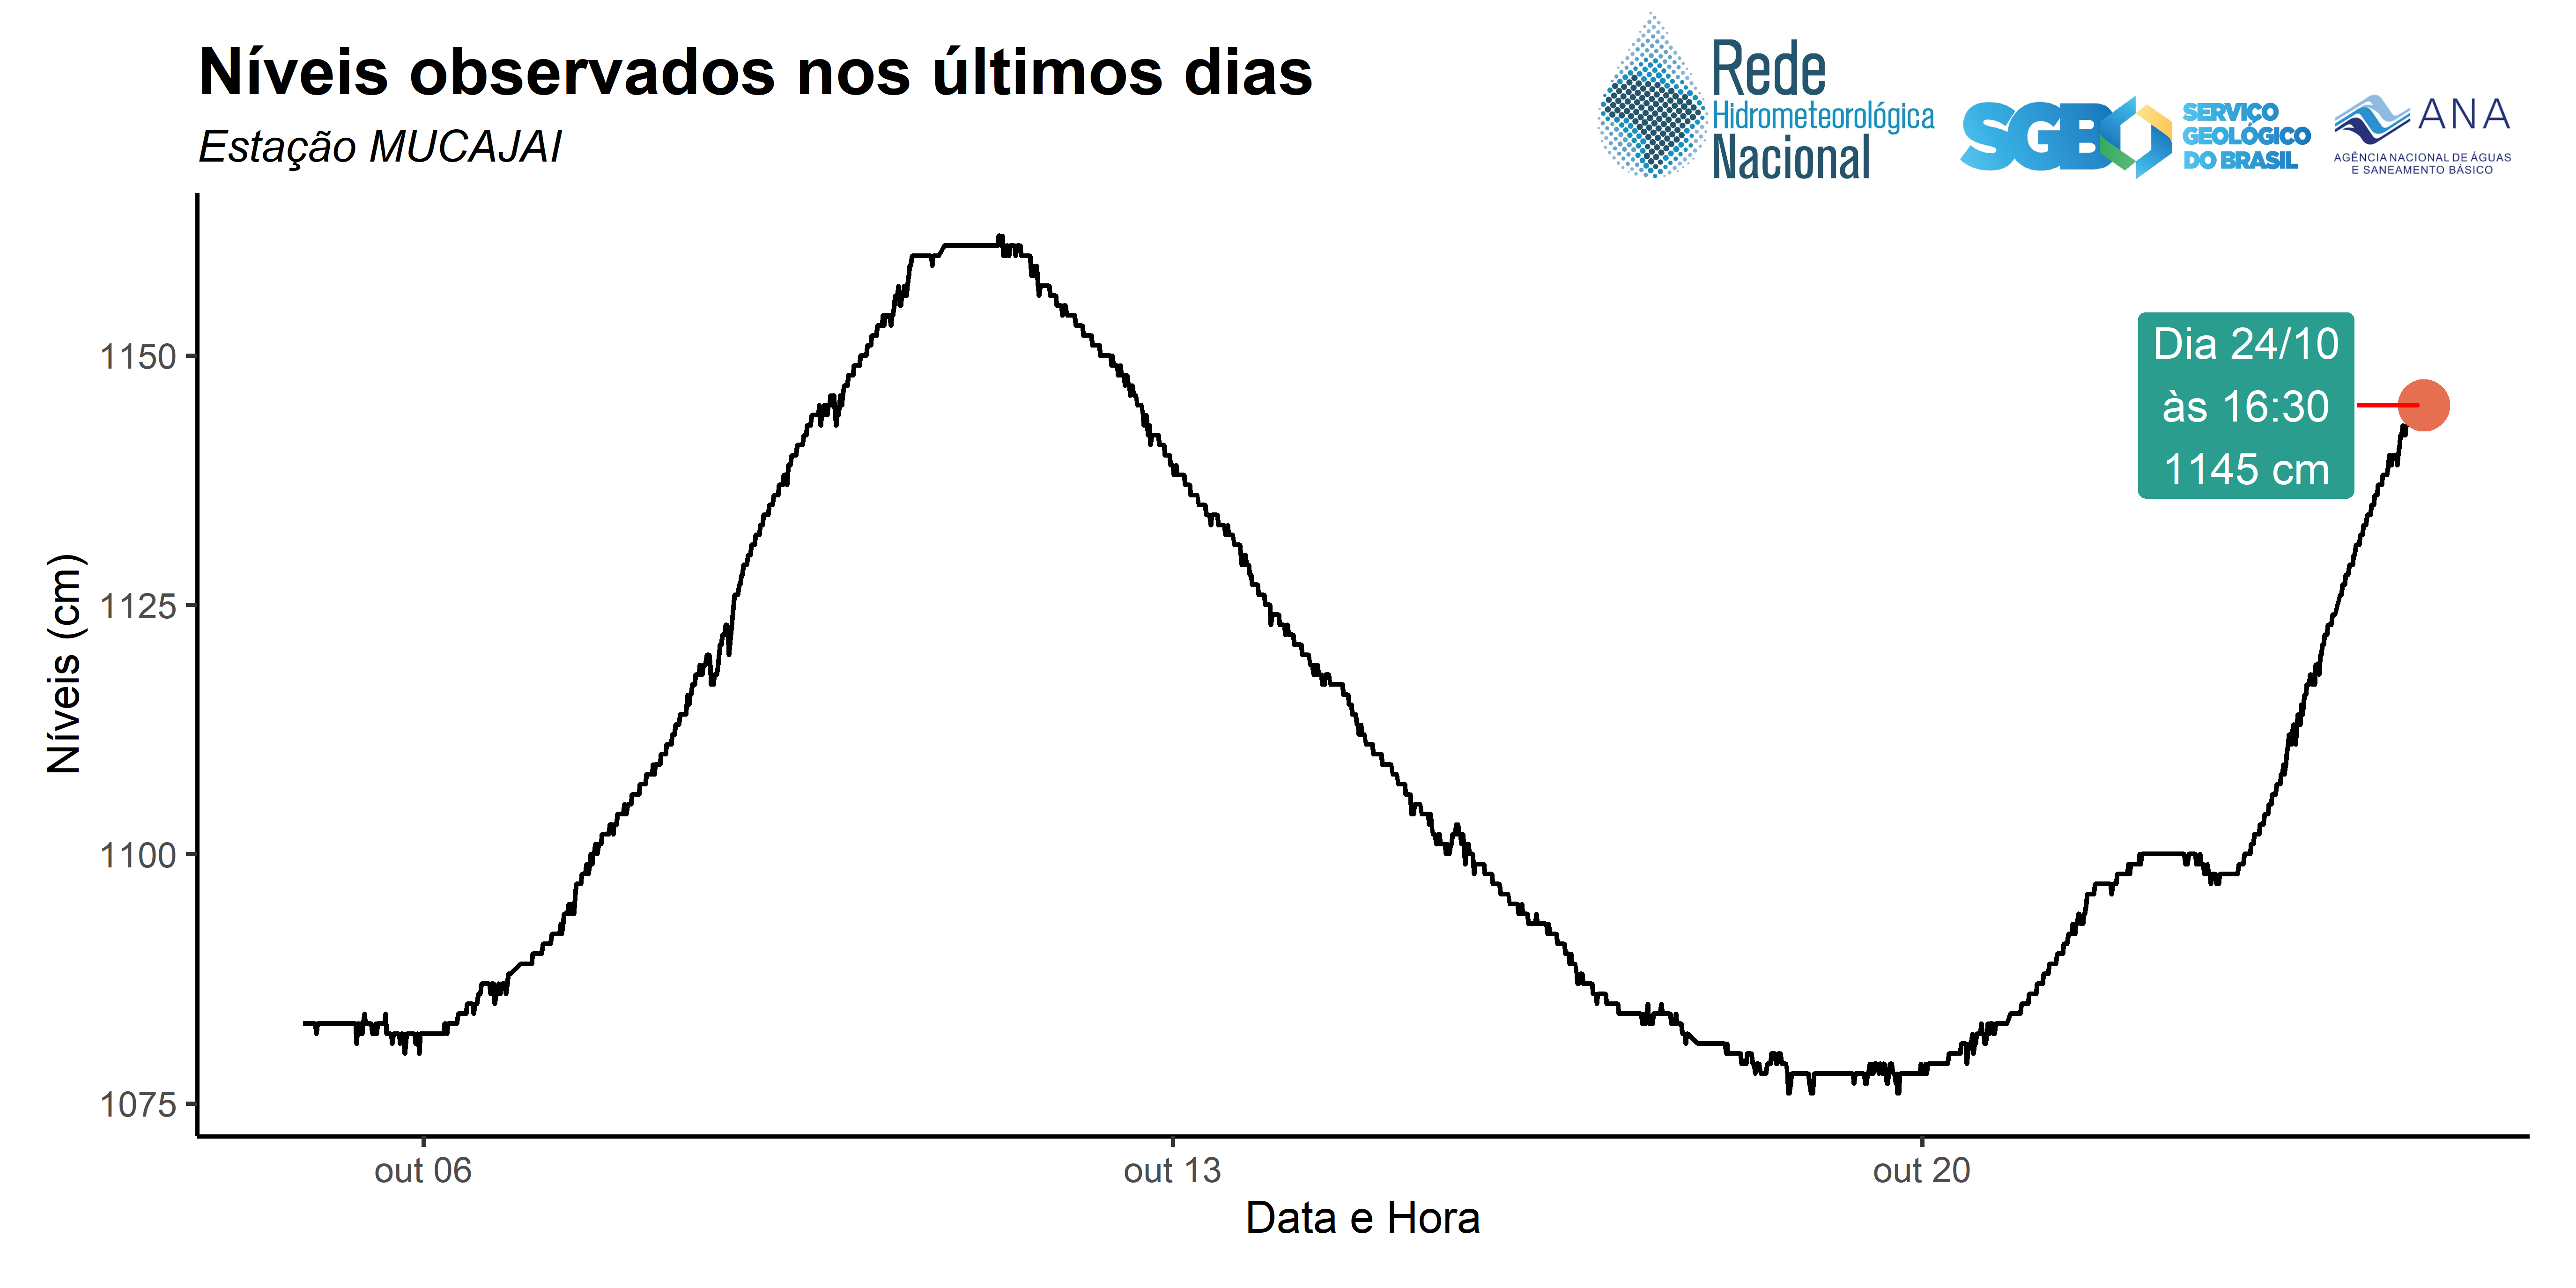 Níveis observados nos últimos dias
Estação MUCAJAI
Rede
Hidrometeorológica
Nacional
SGB
SERVIÇO
GEOLÓGICO
DO BRASIL
ANA
AGÊNCIA NACIONAL DE ÁGUAS
E SANEAMENTO BÁSICO
Níveis (cm)
1150
1125
1100
1075
Dia 24/10
às 16:30
1145 cm
out 06
out 13
out 20
Data e Hora